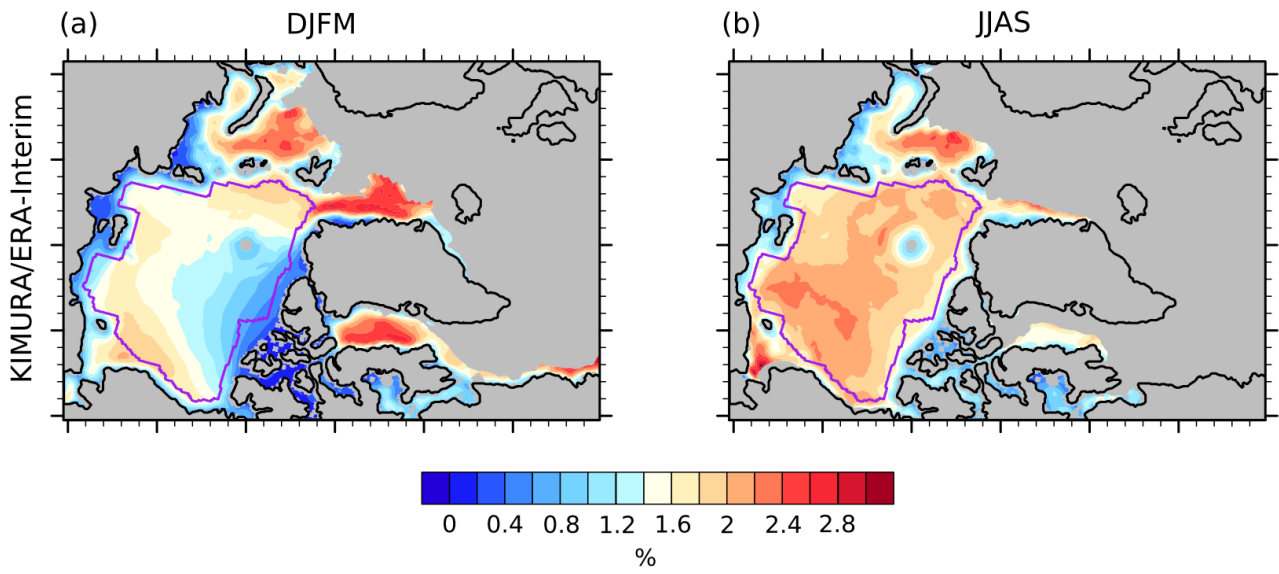 (a) DJFM
(b) JJAS
KIMURA/ERA-Interim
0 0.4 0.8 1.2 1.6 2 2.4 2.8
%